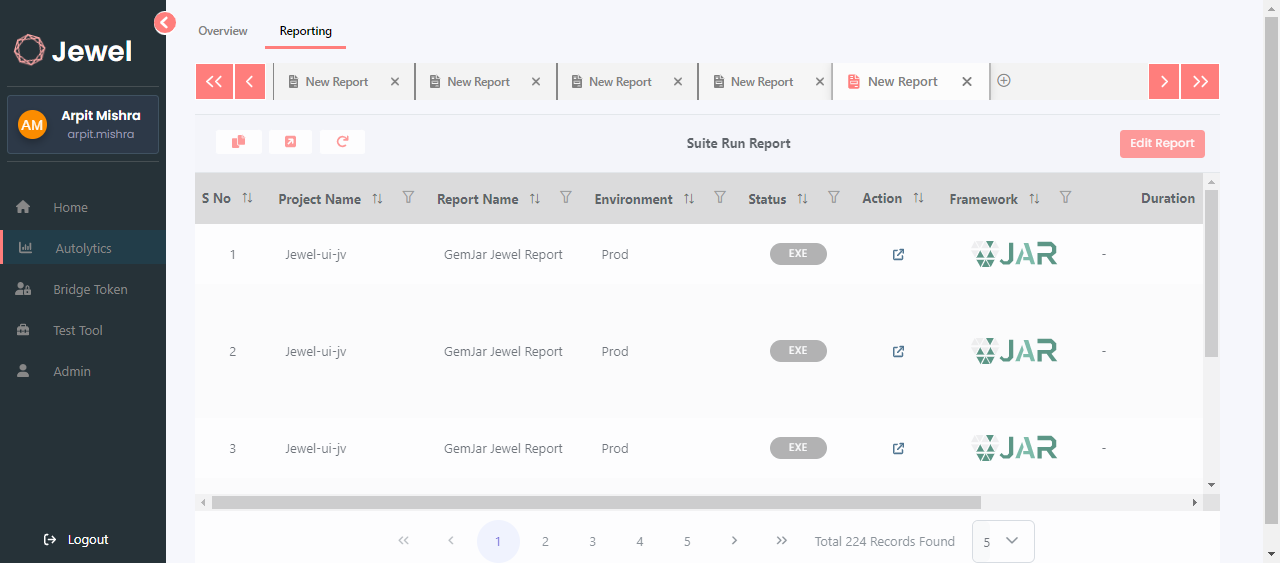 Overview
Reporting
Jewel
New Report
New Report
New Report
New Report
New Report
AM
Arpit Mishra
arpit.mishra
Suite Run Report
Edit Report
S No
Project Name
Report Name
Environment
Status
Action
Framework
Duration
Home
Autolytics
Bridge Token
Test Tool
Admin
Logout
1
Jewel-ui-jv
GemJar Jewel Report
Prod
EXE
JAR
-
2
Jewel-ui-jv
GemJar Jewel Report
Prod
EXE
JAR
-
3
Jewel-ui-jv
GemJar Jewel Report
Prod
EXE
JAR
-
1
2
3
4
5
Total 224 Records Found
5